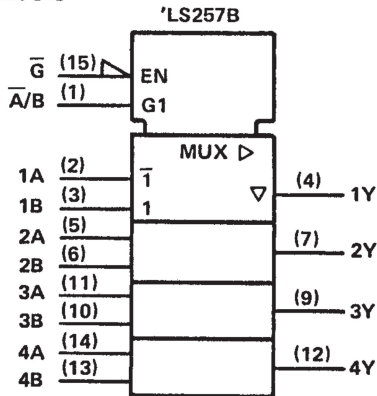 'LS257B
G̅ (15) EN
A̅/B (1) G1
MUX ▷
1A (2) 1̅ (4) 1Y
1B (3) 1 ▽
2A (5) (7) 2Y
2B (6)
3A (11) (9) 3Y
3B (10)
4A (14) (12) 4Y
4B (13)